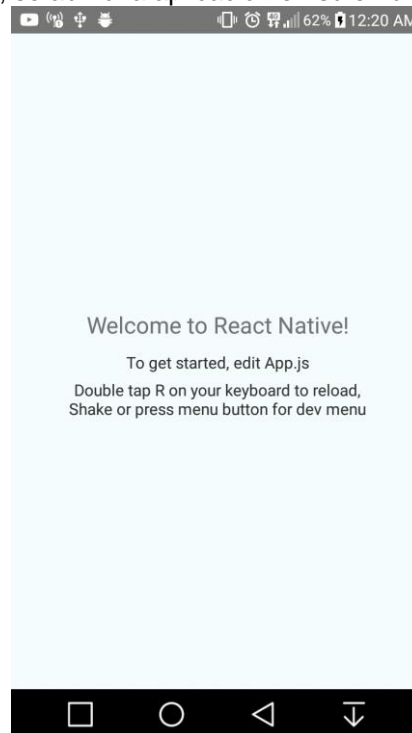 62% 12:20 AM
Welcome to React Native!
To get started, edit App.js
Double tap R on your keyboard to reload,
Shake or press menu button for dev menu